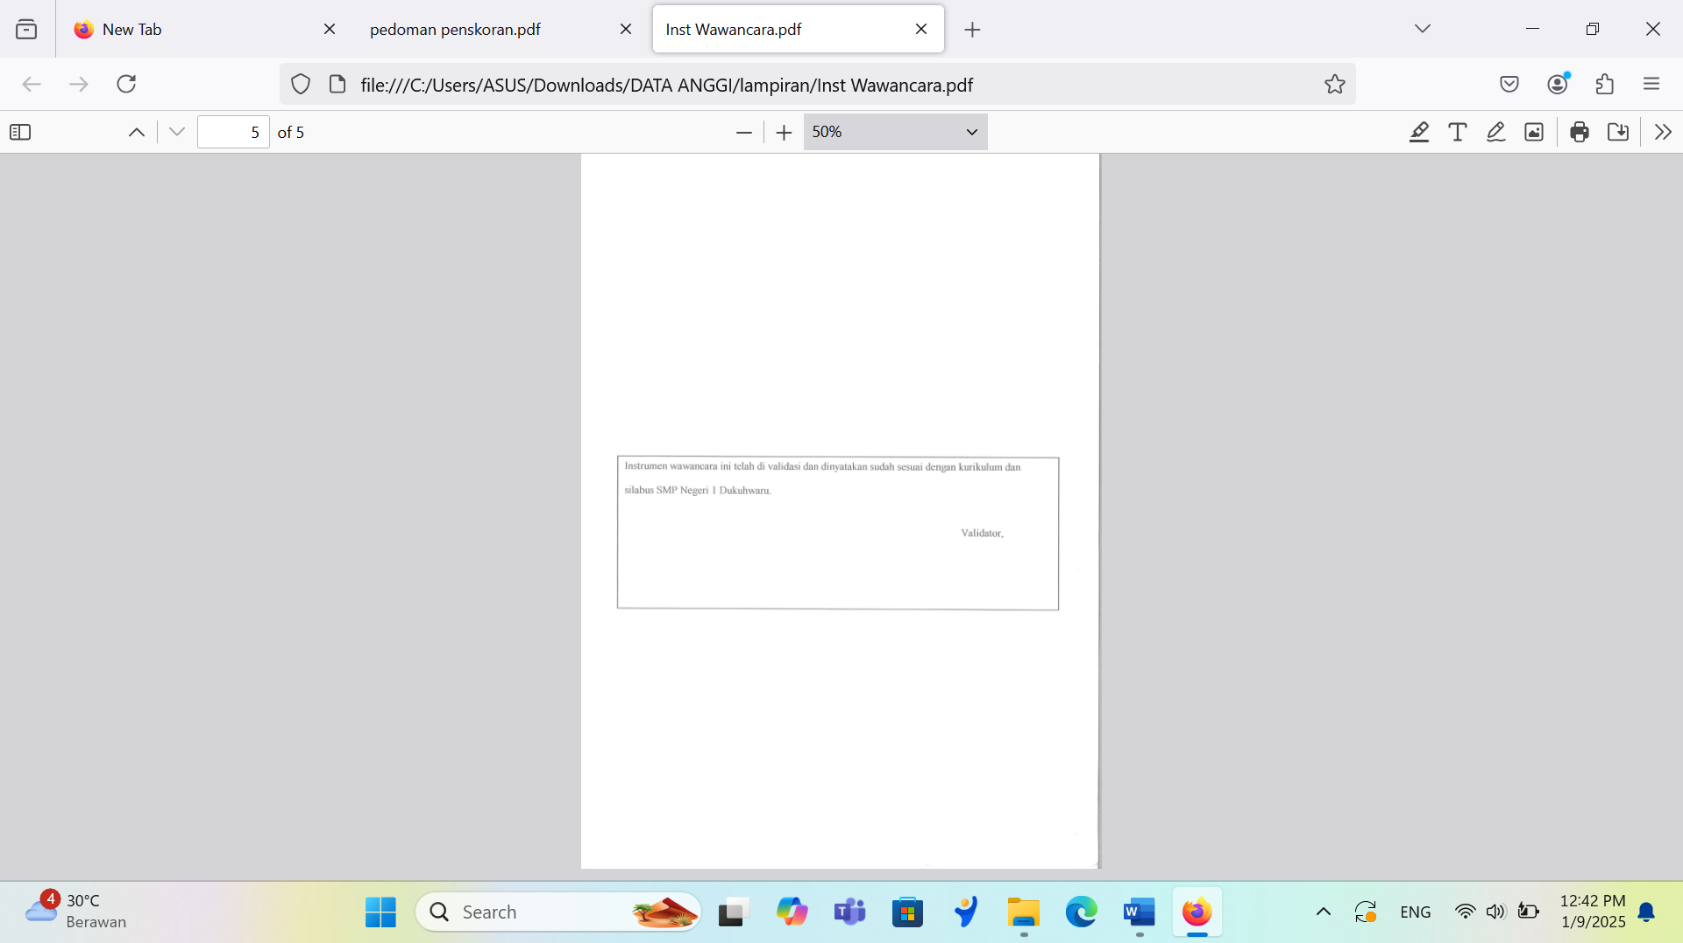 New Tab
pedoman penskoran.pdf
Inst Wawancara.pdf
file:///C:/Users/ASUS/Downloads/DATA ANGGI/lampiran/Inst Wawancara.pdf
5 of 5
50%
Instrumen wawancara ini telah di validasi dan dinyatakan sudah sesuai dengan kurikulum dan
silabus SMP Negeri 1 Dukuhwaru.
Validator,
4
30°C
Berawan
Search
ENG
12:42 PM
1/9/2025